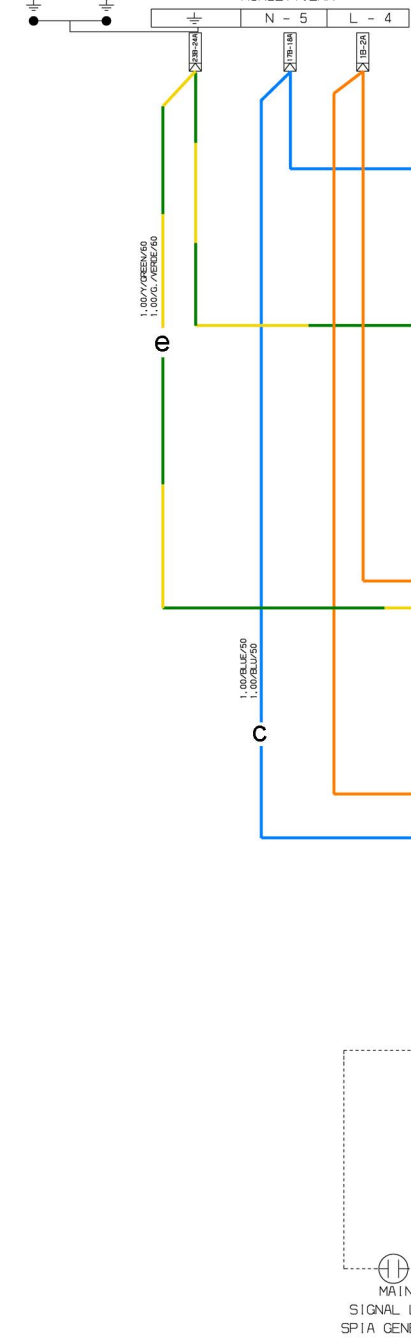 N - 5
L - 4
23B-24A
17B-18A
1B-2A
1,00/Y/GREEN/60
1,00/G./VERDE/60
e
1,00/BLUE/50
1,00/BLU/50
c
MAIN
SIGNAL L
SPIA GENE